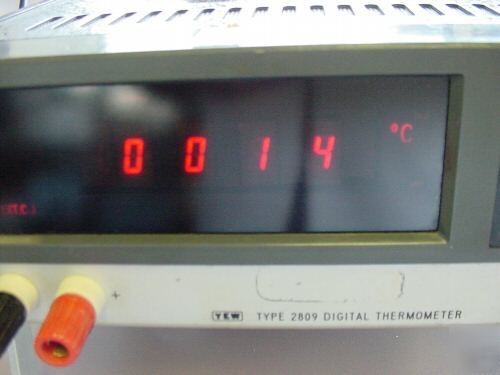 0014 °C
+
YEW TYPE 2809 DIGITAL THERMOMETER